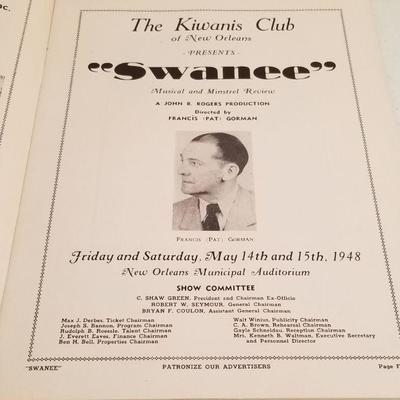 OC.
The Kiwanis Club
of New Orleans
- PRESENTS -
"Swanee"
Musical and Minstrel Review
A JOHN R. ROGERS PRODUCTION
Directed by
FRANCIS (PAT) GORMAN
FRANCIS (PAT) GORMAN
Friday and Saturday, May 14th and 15th, 1948
New Orleans Municipal Auditorium
SHOW COMMITTEE
C. SHAW GREEN, President and Chairman Ex-Officio
ROBERT W. SEYMOUR, General Chairman
BRYAN F. COULON, Assistant General Chairman
Max J. Derbes, Ticket Chairman
Joseph S. Bannon, Program Chairman
Rudolph B. Roessle, Talent Chairman
J. Everett Eaves, Finance Chairman
Ben H. Bell, Properties Chairman
Walt Winius, Publicity Chairman
C. A. Brown, Rehearsal Chairman
Gayle Schneidau, Reception Chairman
Mrs. Kenneth B. Waltman, Executive Secretary
and Personnel Director
"SWANEE"
PATRONIZE OUR ADVERTISERS
Page